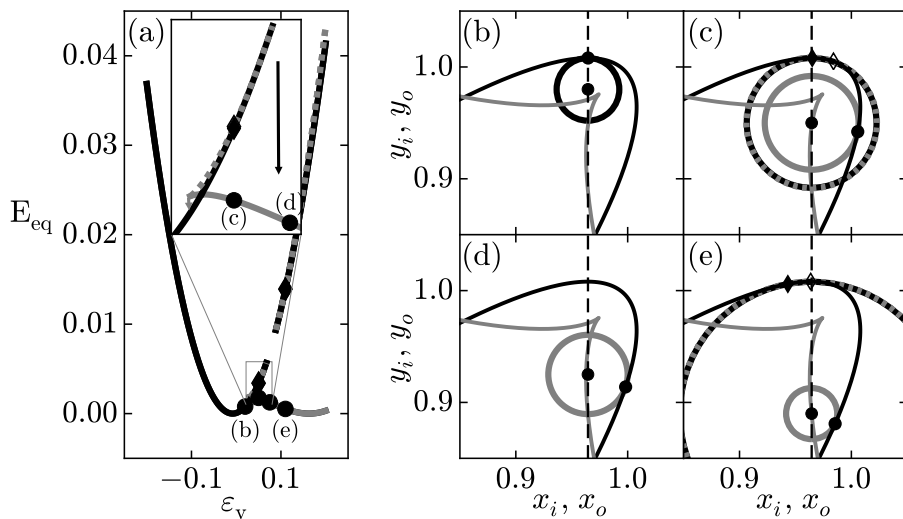 (a)
0.04
0.03
0.02
0.01
0.00
E_eq
−0.1
0.1
ε_v
(c)
(d)
(b)
(e)
(b)
1.0
0.9
y_i, y_o
(c)
(d)
1.0
0.9
y_i, y_o
0.9
1.0
x_i, x_o
(e)
0.9
1.0
x_i, x_o